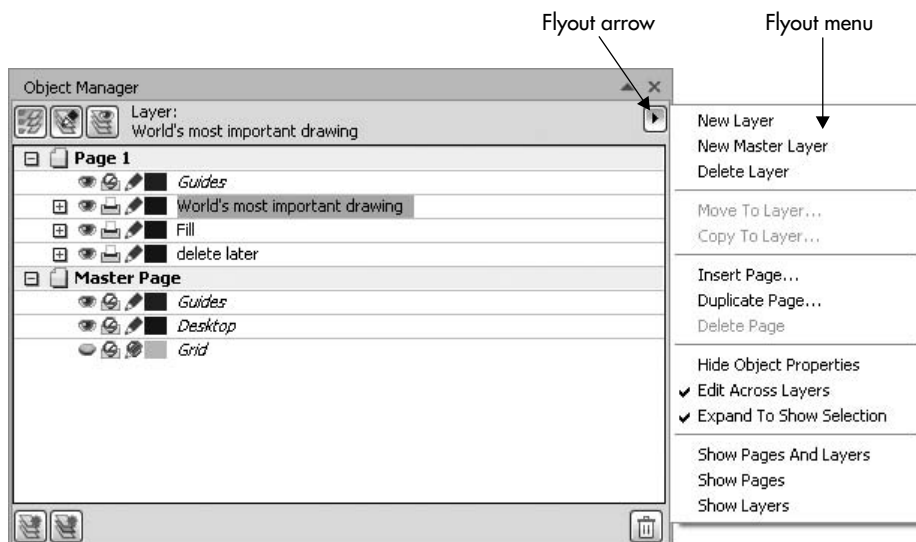 Flyout arrow
Flyout menu
Object Manager
Layer:
World's most important drawing
Page 1
Guides
World's most important drawing
Fill
delete later
Master Page
Guides
Desktop
Grid
New Layer
New Master Layer
Delete Layer
Move To Layer...
Copy To Layer...
Insert Page...
Duplicate Page...
Delete Page
Hide Object Properties
Edit Across Layers
Expand To Show Selection
Show Pages And Layers
Show Pages
Show Layers